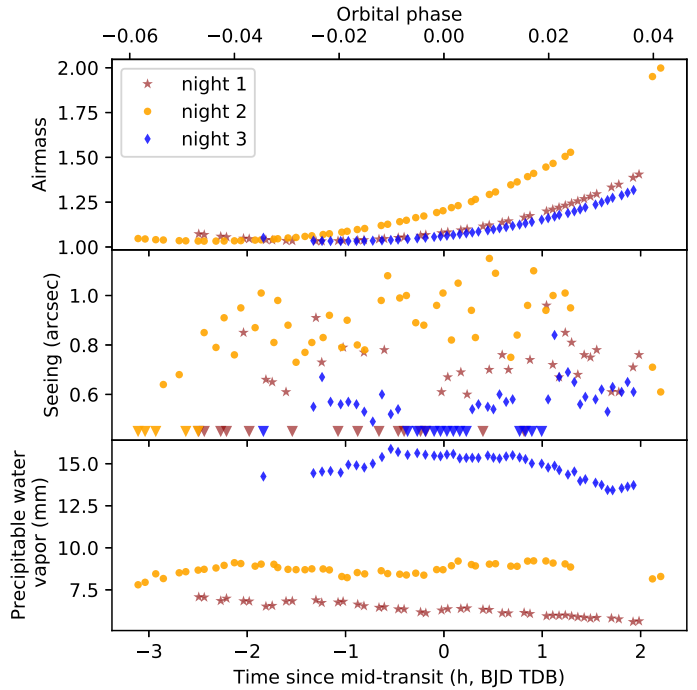 Orbital phase
−0.06 −0.04 −0.02 0.00 0.02 0.04
2.00
1.75
1.50
1.25
1.00
Airmass
night 1
night 2
night 3
1.0
0.8
0.6
Seeing (arcsec)
15.0
12.5
10.0
7.5
Precipitable water
vapor (mm)
−3 −2 −1 0 1 2
Time since mid-transit (h, BJD TDB)